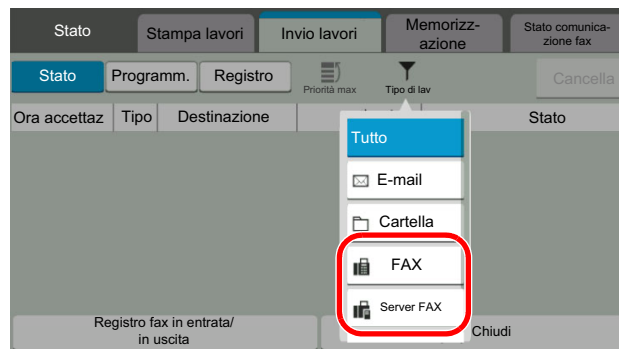 Stato
Stampa lavori
Invio lavori
Memorizz-
azione
Stato comunica-
zione fax
Stato
Programm.
Registro
Priorità max
Tipo di lav
Cancella
Ora accettaz
Tipo
Destinazione
Stato
Tutto
E-mail
Cartella
FAX
Server FAX
Registro fax in entrata/
in uscita
Chiudi